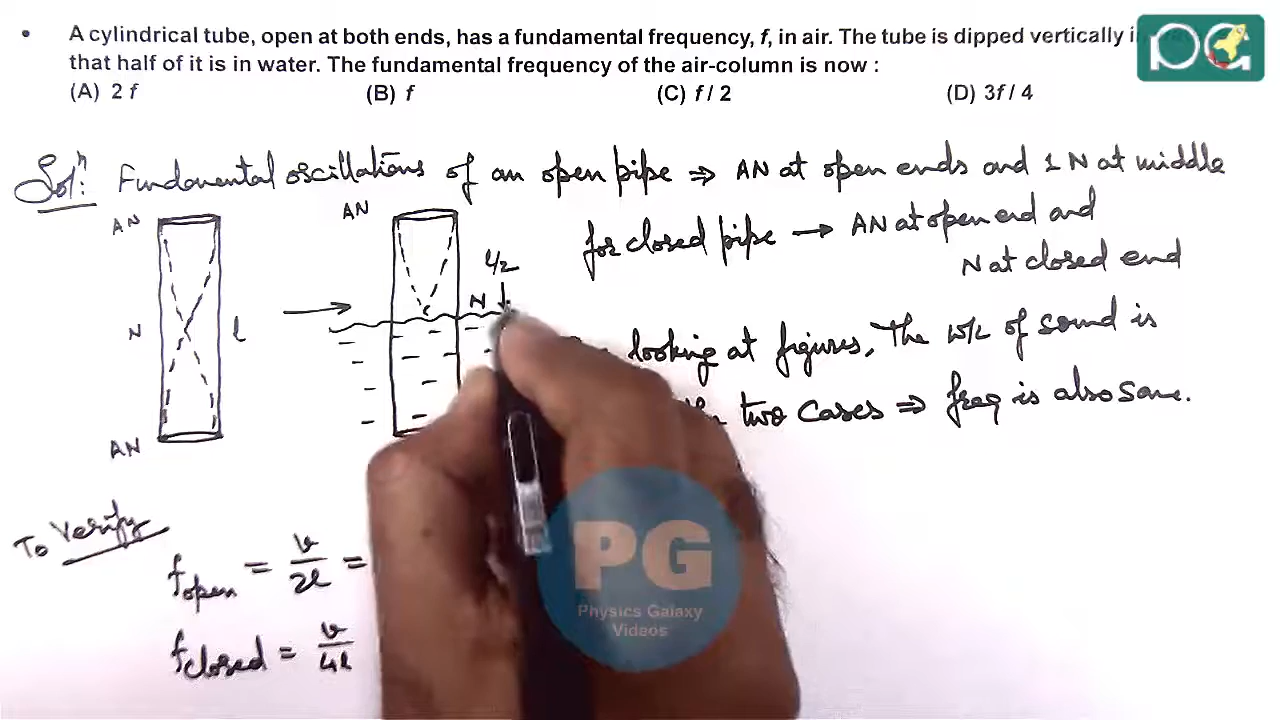 • A cylindrical tube, open at both ends, has a fundamental frequency, f, in air. The tube is dipped vertically
that half of it is in water. The fundamental frequency of the air-column is now :
(A) 2 f (B) f (C) f / 2 (D) 3f / 4
Solⁿ: Fundamental oscillations of an open pipe ⇒ AN at open ends and 1 N at middle
for closed pipe → AN at open end and
N at closed end
looking at figures, The w/L of sound is
two cases ⇒ freq is also same.
AN
N
AN
l
AN
l/2
N
To Verify
f open = v/2l =
f closed = v/4l
PG
Physics Galaxy
Videos